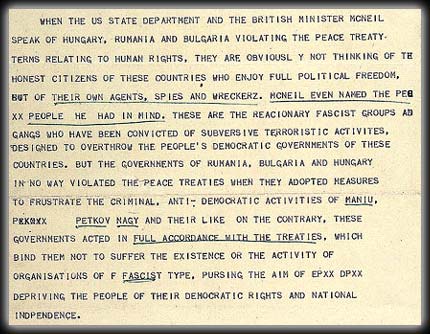 WHEN THE US STATE DEPARTMENT AND THE BRITISH MINISTER MCNEIL
SPEAK OF HUNGARY, RUMANIA AND BULGARIA VIOLATING THE PEACE TREATY
TERMS RELATING TO HUMAN RIGHTS, THEY ARE OBVIOUSL Y NOT THINKING OF TH
HONEST CITIZENS OF THESE COUNTRIES WHO ENJOY FULL POLITICAL FREEDOM,
BUT OF THEIR OWN AGENTS, SPIES AND WRECKERZ. MCNEIL EVEN NAMED THE PEO
XX PEOPLE HE HAD IN MIND. THESE ARE THE REACIONARY FASCIST GROUPS AD
GANGS WHO HAVE BEEN CONVICTED OF SUBVERSIVE TERRORISTIC ACTIVITES,
DESIGNED TO OVERTHROW THE PEOPLE'S DEMOCRATIC GOVERNMENTS OF THESE
COUNTRIES. BUT THE GOVERNMENTS OF RUMANIA, BULGARIA AND HUNGARY
IN NO WAY VIOLATED THE PEACE TREATIES WHEN THEY ADOPTED MEASURES
TO FRUSTRATE THE CRIMINAL, ANTI- DEMOCRATIC ACTIVITIES OF MANIU,
PETKOV NAGY AND THEIR LIKE ON THE CONTRARY, THESE
GOVERNMENTS ACTED IN FULL ACCORDANCE WITH THE TREATIES, WHICH
BIND THEM NOT TO SUFFER THE EXISTENCE OR THE ACTIVITY OF
ORGANISATIONS OF F FASCIST TYPE, PURSING THE AIM OF EPXX DPXX
DEPRIVING THE PEOPLE OF THEIR DEMOCRATIC RIGHTS AND NATIONAL
INDPENDENCE.